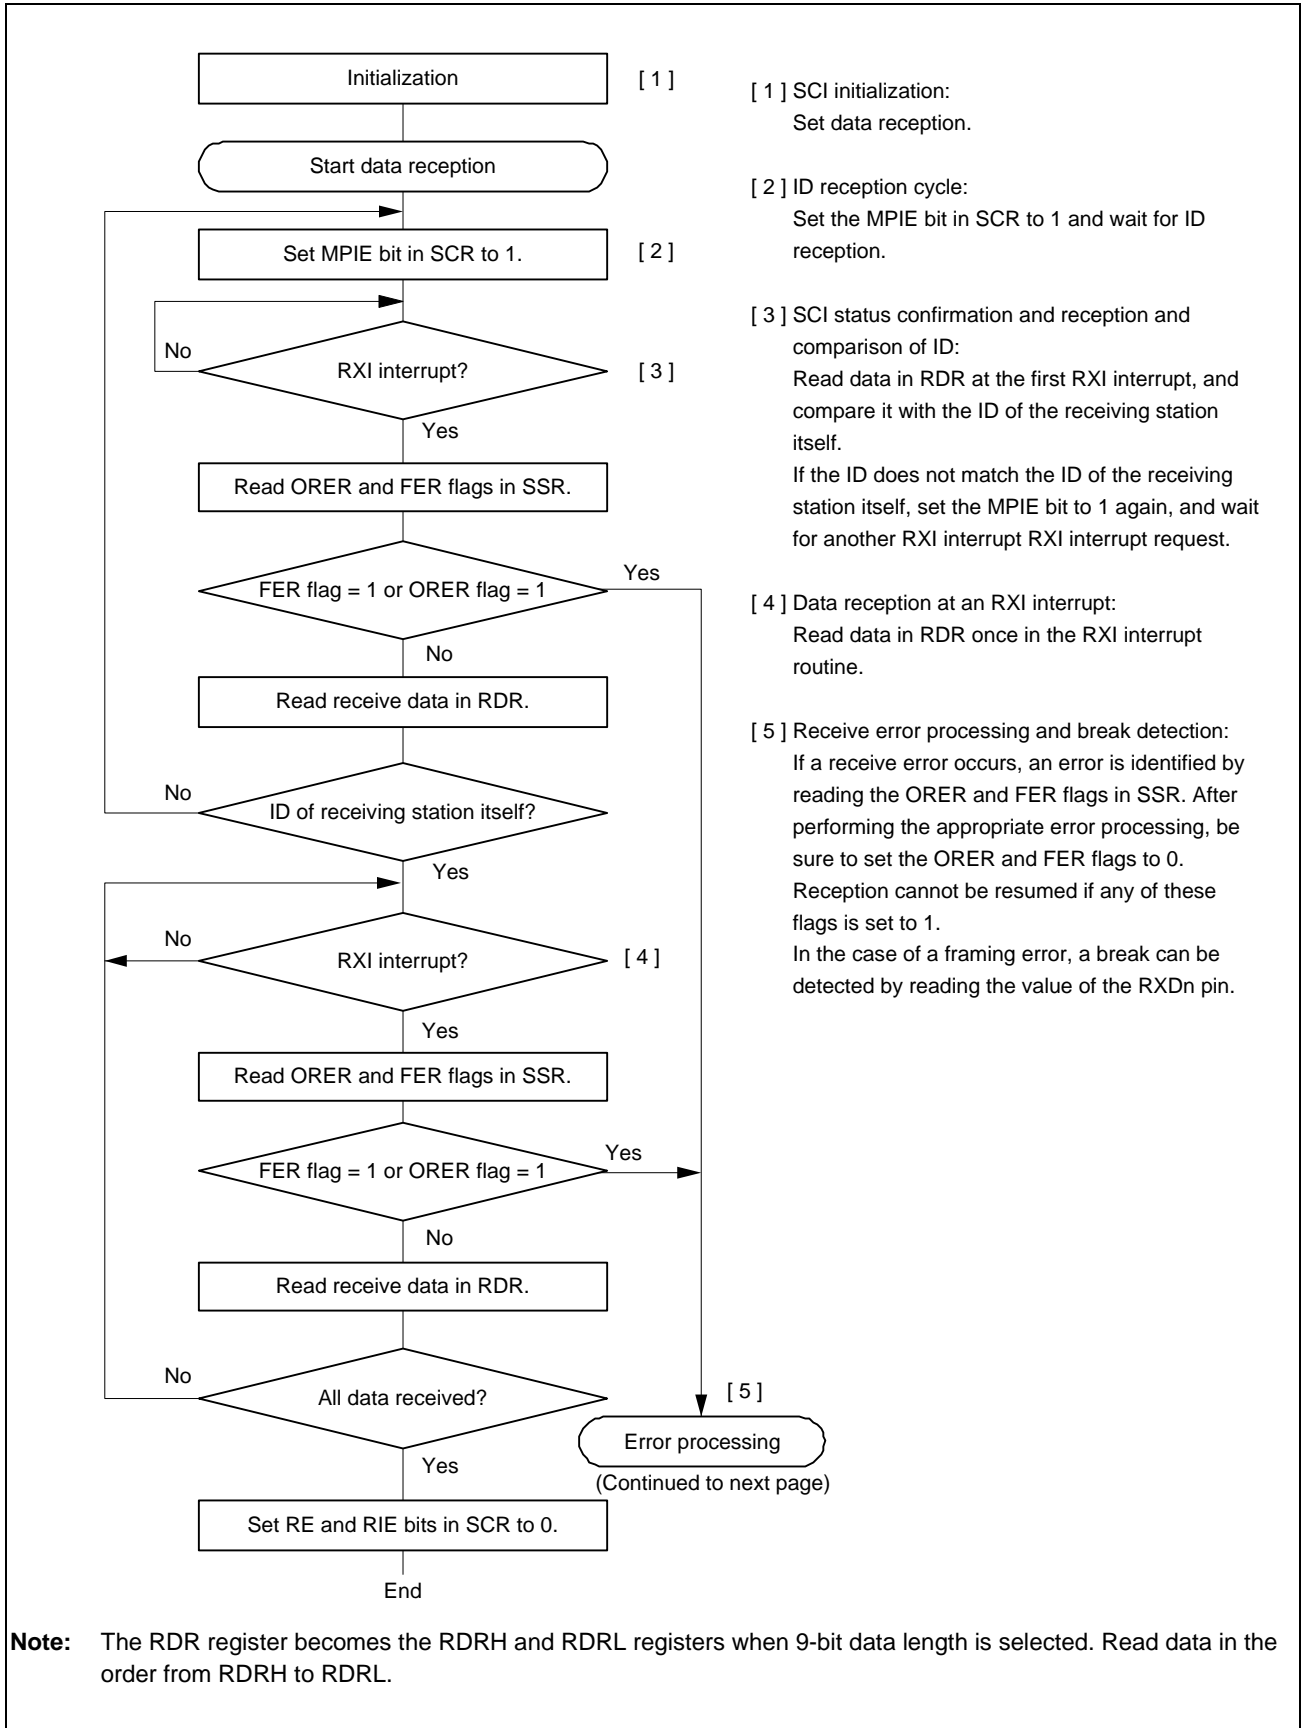 Initialization
[ 1 ]
Start data reception
Set MPIE bit in SCR to 1.
[ 2 ]
No
RXI interrupt?
[ 3 ]
Yes
Read ORER and FER flags in SSR.
FER flag = 1 or ORER flag = 1
Yes
No
Read receive data in RDR.
No
ID of receiving station itself?
Yes
No
RXI interrupt?
[ 4 ]
Yes
Read ORER and FER flags in SSR.
FER flag = 1 or ORER flag = 1
Yes
No
Read receive data in RDR.
No
All data received?
[ 5 ]
Error processing
(Continued to next page)
Yes
Set RE and RIE bits in SCR to 0.
End
[ 1 ] SCI initialization:
Set data reception.
[ 2 ] ID reception cycle:
Set the MPIE bit in SCR to 1 and wait for ID
reception.
[ 3 ] SCI status confirmation and reception and
comparison of ID:
Read data in RDR at the first RXI interrupt, and
compare it with the ID of the receiving station
itself.
If the ID does not match the ID of the receiving
station itself, set the MPIE bit to 1 again, and wait
for another RXI interrupt RXI interrupt request.
[ 4 ] Data reception at an RXI interrupt:
Read data in RDR once in the RXI interrupt
routine.
[ 5 ] Receive error processing and break detection:
If a receive error occurs, an error is identified by
reading the ORER and FER flags in SSR. After
performing the appropriate error processing, be
sure to set the ORER and FER flags to 0.
Reception cannot be resumed if any of these
flags is set to 1.
In the case of a framing error, a break can be
detected by reading the value of the RXDn pin.
Note: The RDR register becomes the RDRH and RDRL registers when 9-bit data length is selected. Read data in the
order from RDRH to RDRL.